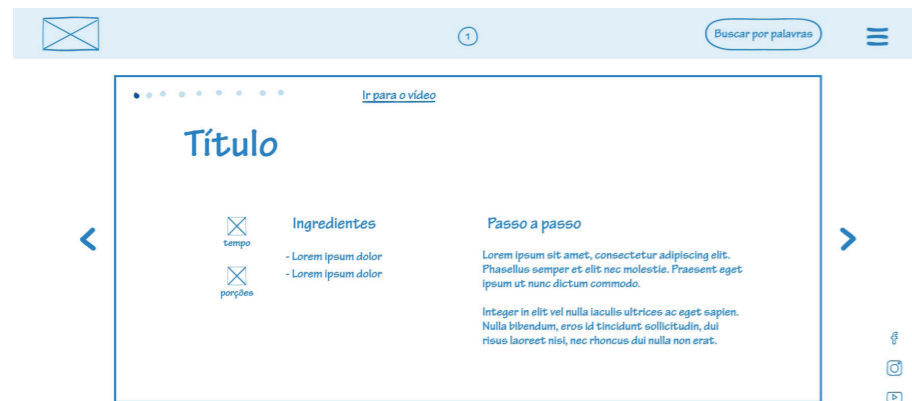 1
Buscar por palavras
Ir para o vídeo
Título
tempo
porções
Ingredientes
- Lorem ipsum dolor
- Lorem ipsum dolor
Passo a passo
Lorem ipsum sit amet, consectetur adipiscing elit.
Phasellus semper et elit nec molestie. Praesent eget
ipsum ut nunc dictum commodo.
Integer in elit vel nulla iaculis ultrices ac eget sapien.
Nulla bibendum, eros id tincidunt sollicitudin, dui
risus laoreet nisi, nec rhoncus dui nulla non erat.